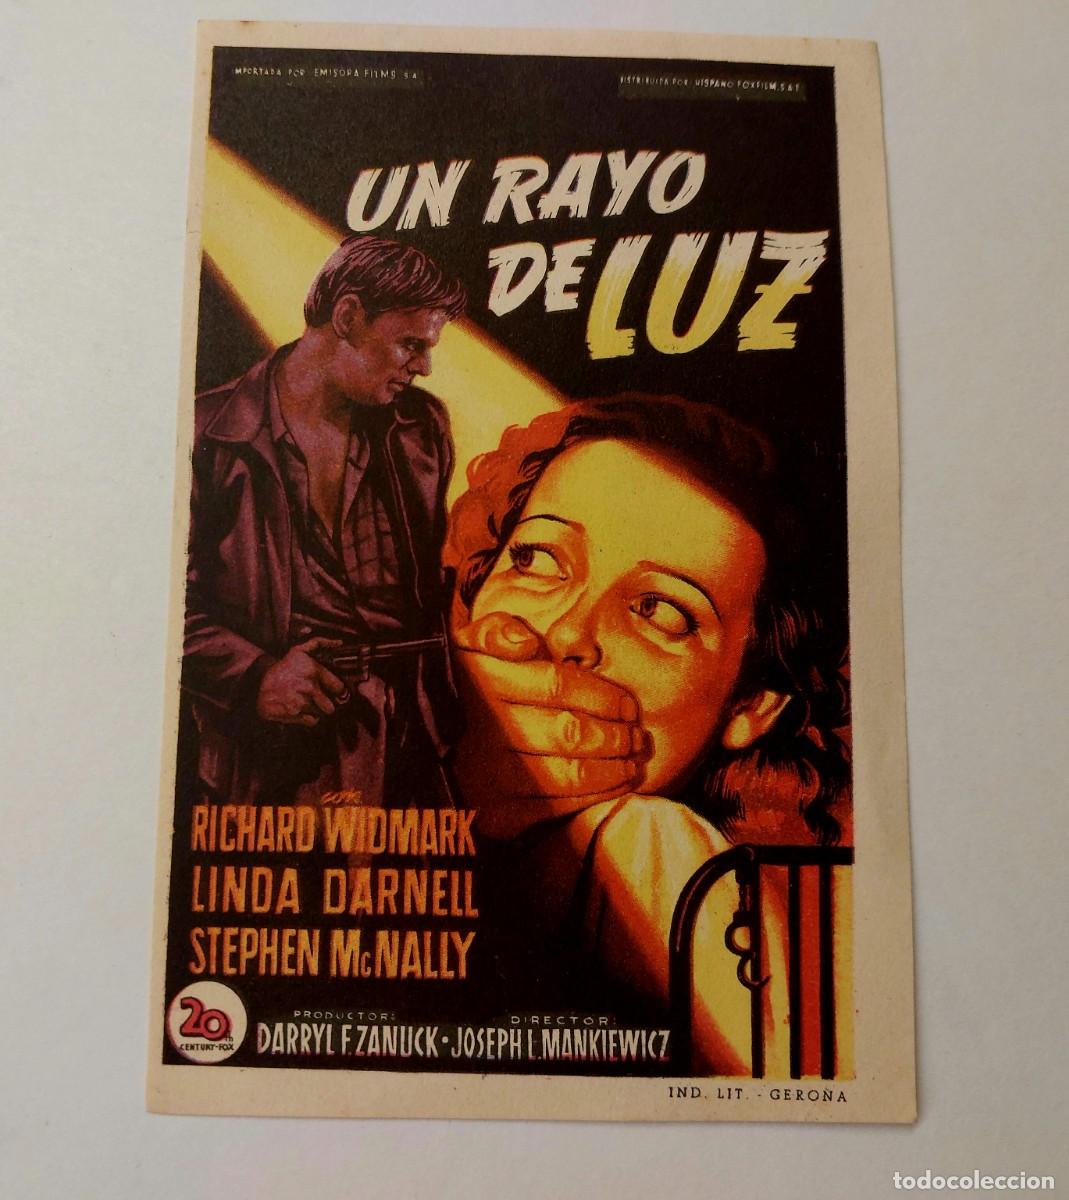 IMPORTADA POR EMISORA FILMS S.A.
DISTRIBUIDA POR HISPANO FOXFILM, S.A.E.
UN RAYO
DE LUZ
RICHARD WIDMARK
LINDA DARNELL
STEPHEN McNALLY
20th
CENTURY-FOX
PRODUCTOR: DIRECTOR:
DARRYL F. ZANUCK · JOSEPH L. MANKIEWICZ
IND. LIT. - GERONA
todocoleccion